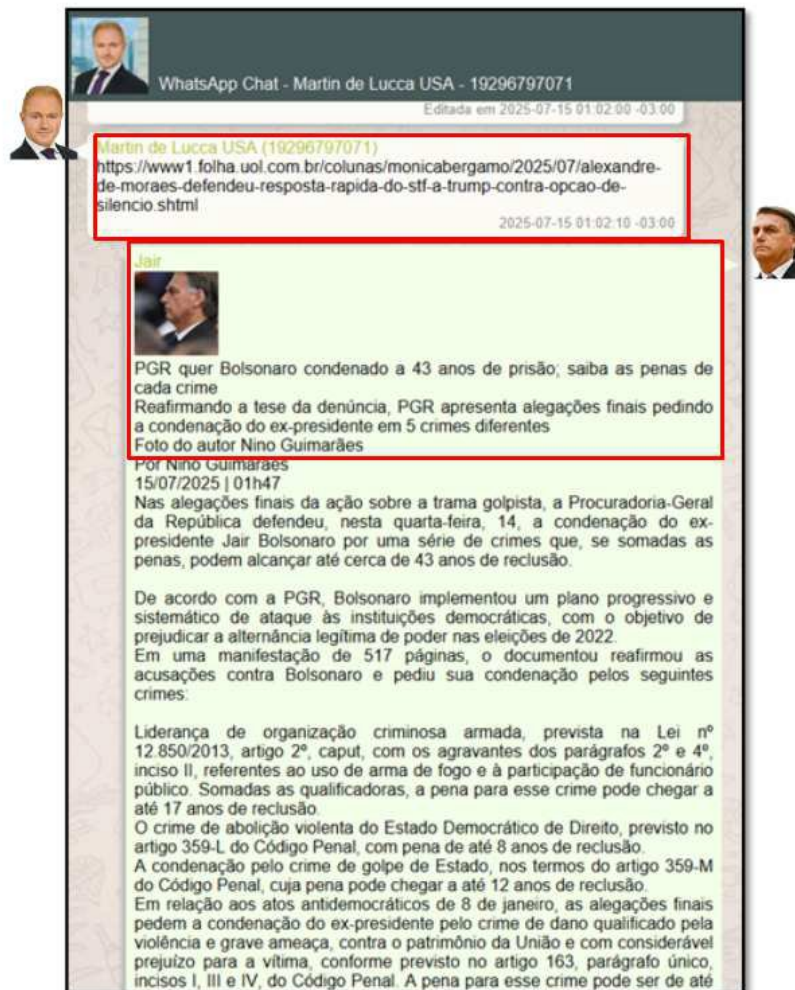 WhatsApp Chat - Martin de Lucca USA - 19296797071
Editada em 2025-07-15 01:02:00 -03:00
Martin de Lucca USA (19296797071)
https://www1.folha.uol.com.br/colunas/monicabergamo/2025/07/alexandre-
de-moraes-defendeu-resposta-rapida-do-stf-a-trump-contra-opcao-de-
silencio.shtml
2025-07-15 01:02:10 -03:00
Jair
PGR quer Bolsonaro condenado a 43 anos de prisão; saiba as penas de
cada crime
Reafirmando a tese da denúncia, PGR apresenta alegações finais pedindo
a condenação do ex-presidente em 5 crimes diferentes
Foto do autor Nino Guimarães
Por Nino Guimarães
15/07/2025 | 01h47
Nas alegações finais da ação sobre a trama golpista, a Procuradoria-Geral
da República defendeu, nesta quarta-feira, 14, a condenação do ex-
presidente Jair Bolsonaro por uma série de crimes que, se somadas as
penas, podem alcançar até cerca de 43 anos de reclusão.
De acordo com a PGR, Bolsonaro implementou um plano progressivo e
sistemático de ataque às instituições democráticas, com o objetivo de
prejudicar a alternância legítima de poder nas eleições de 2022.
Em uma manifestação de 517 páginas, o documentou reafirmou as
acusações contra Bolsonaro e pediu sua condenação pelos seguintes
crimes:
Liderança de organização criminosa armada, prevista na Lei nº
12.850/2013, artigo 2º, caput, com os agravantes dos parágrafos 2º e 4º,
inciso II, referentes ao uso de arma de fogo e à participação de funcionário
público. Somadas as qualificadoras, a pena para esse crime pode chegar a
até 17 anos de reclusão.
O crime de abolição violenta do Estado Democrático de Direito, previsto no
artigo 359-L do Código Penal, com pena de até 8 anos de reclusão.
A condenação pelo crime de golpe de Estado, nos termos do artigo 359-M
do Código Penal, cuja pena pode chegar a até 12 anos de reclusão.
Em relação aos atos antidemocráticos de 8 de janeiro, as alegações finais
pedem a condenação do ex-presidente pelo crime de dano qualificado pela
violência e grave ameaça, contra o patrimônio da União e com considerável
prejuízo para a vítima, conforme previsto no artigo 163, parágrafo único,
incisos I, III e IV, do Código Penal. A pena para esse crime pode ser de até